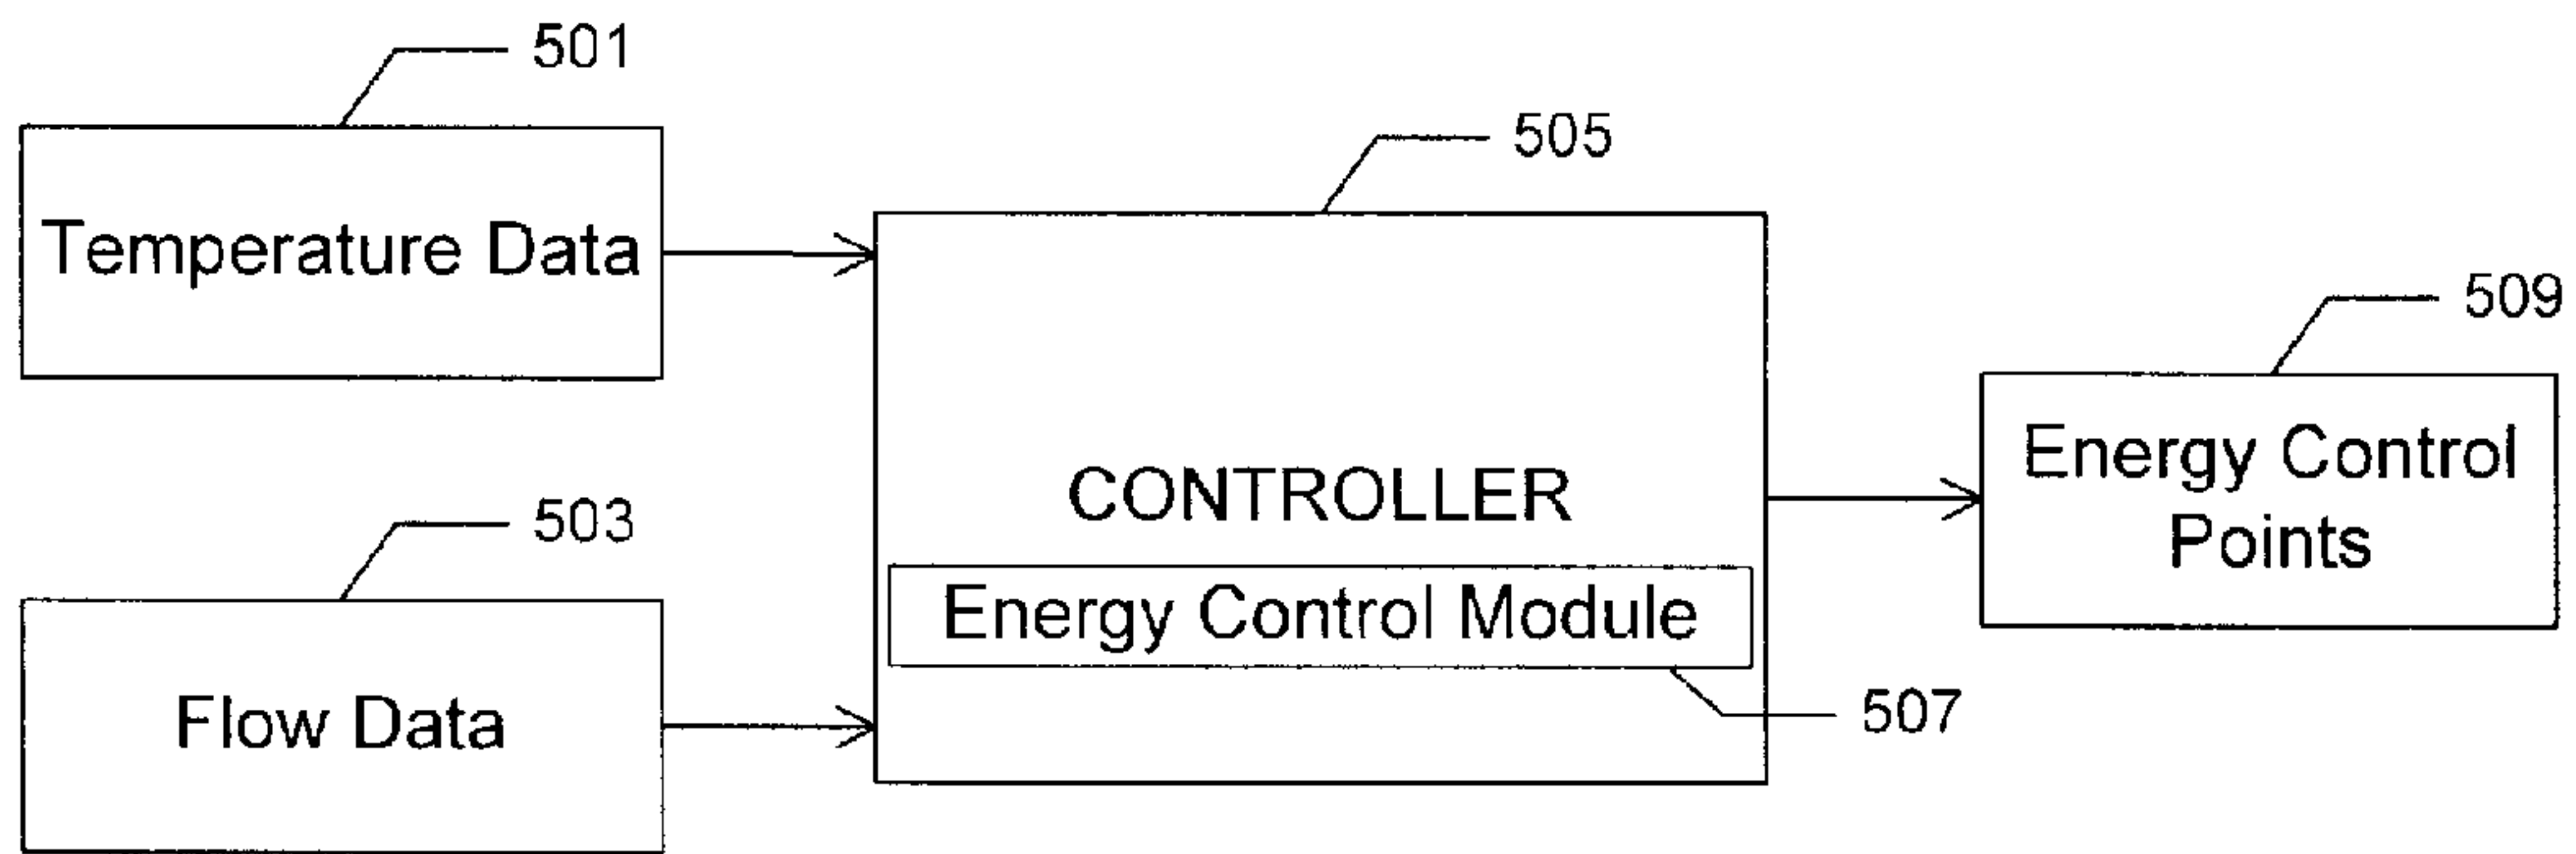 501
Temperature Data
503
Flow Data
505
CONTROLLER
Energy Control Module
507
509
Energy Control
Points